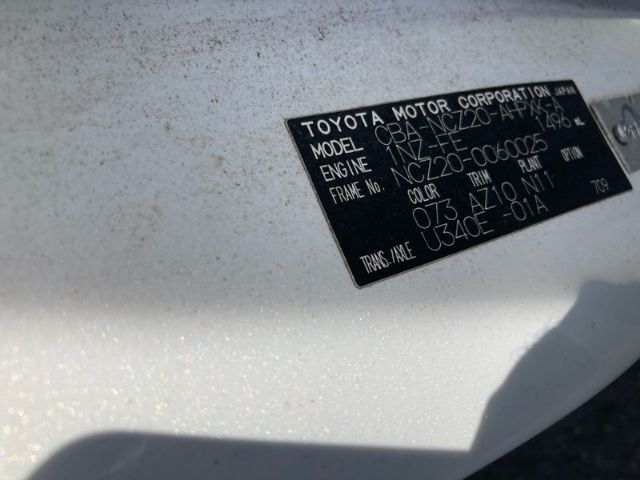 TOYOTA MOTOR CORPORATION JAPAN
MODEL CBA-NCZ20-AHPXK-A
ENGINE 1NZ-FE 1496 mL
FRAME No. NCZ20-0060025
COLOR TRIM PLANT OPTION
073 AZ10 N11
TRANS./AXLE U340E -01A 709